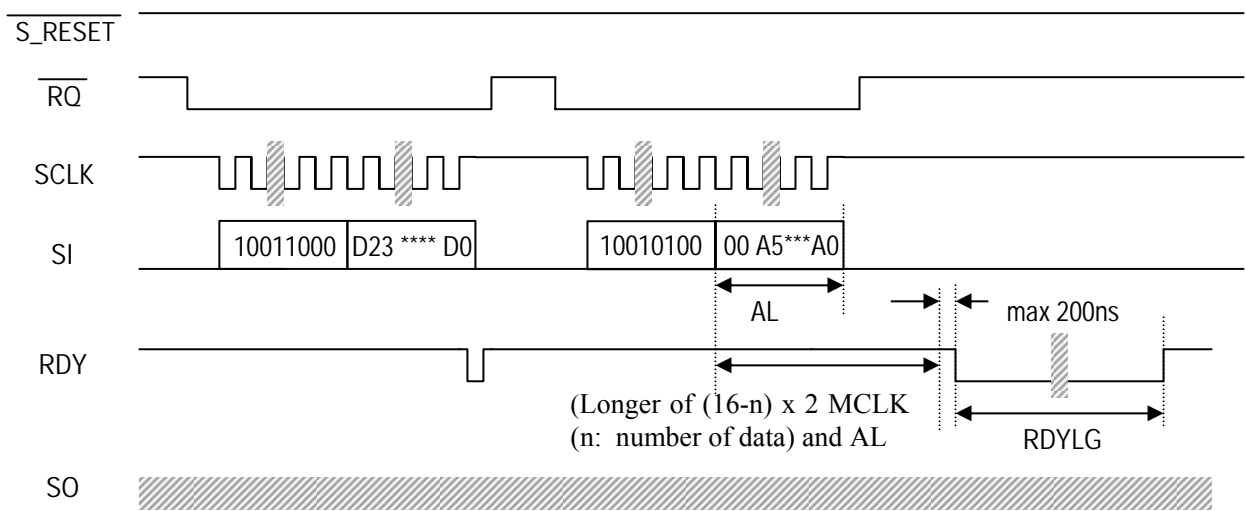 S_RESET
RQ
SCLK
SI
10011000 D23 **** D0 10010100 00 A5***A0
AL
max 200ns
RDY
(Longer of (16-n) x 2 MCLK
(n: number of data) and AL
RDYLG
SO